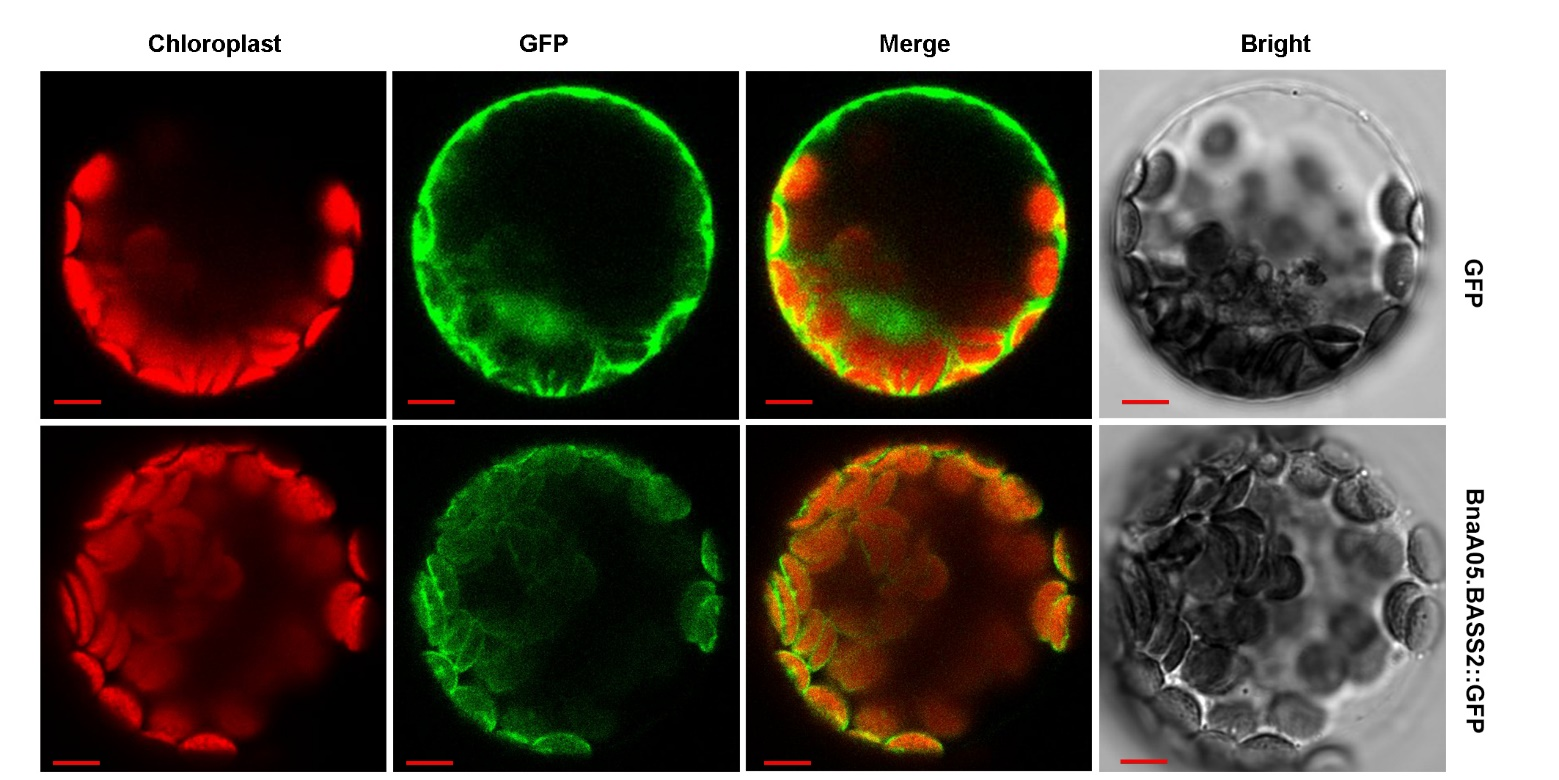 Chloroplast GFP Merge Bright
GFP
BnaA05.BASS2::GFP